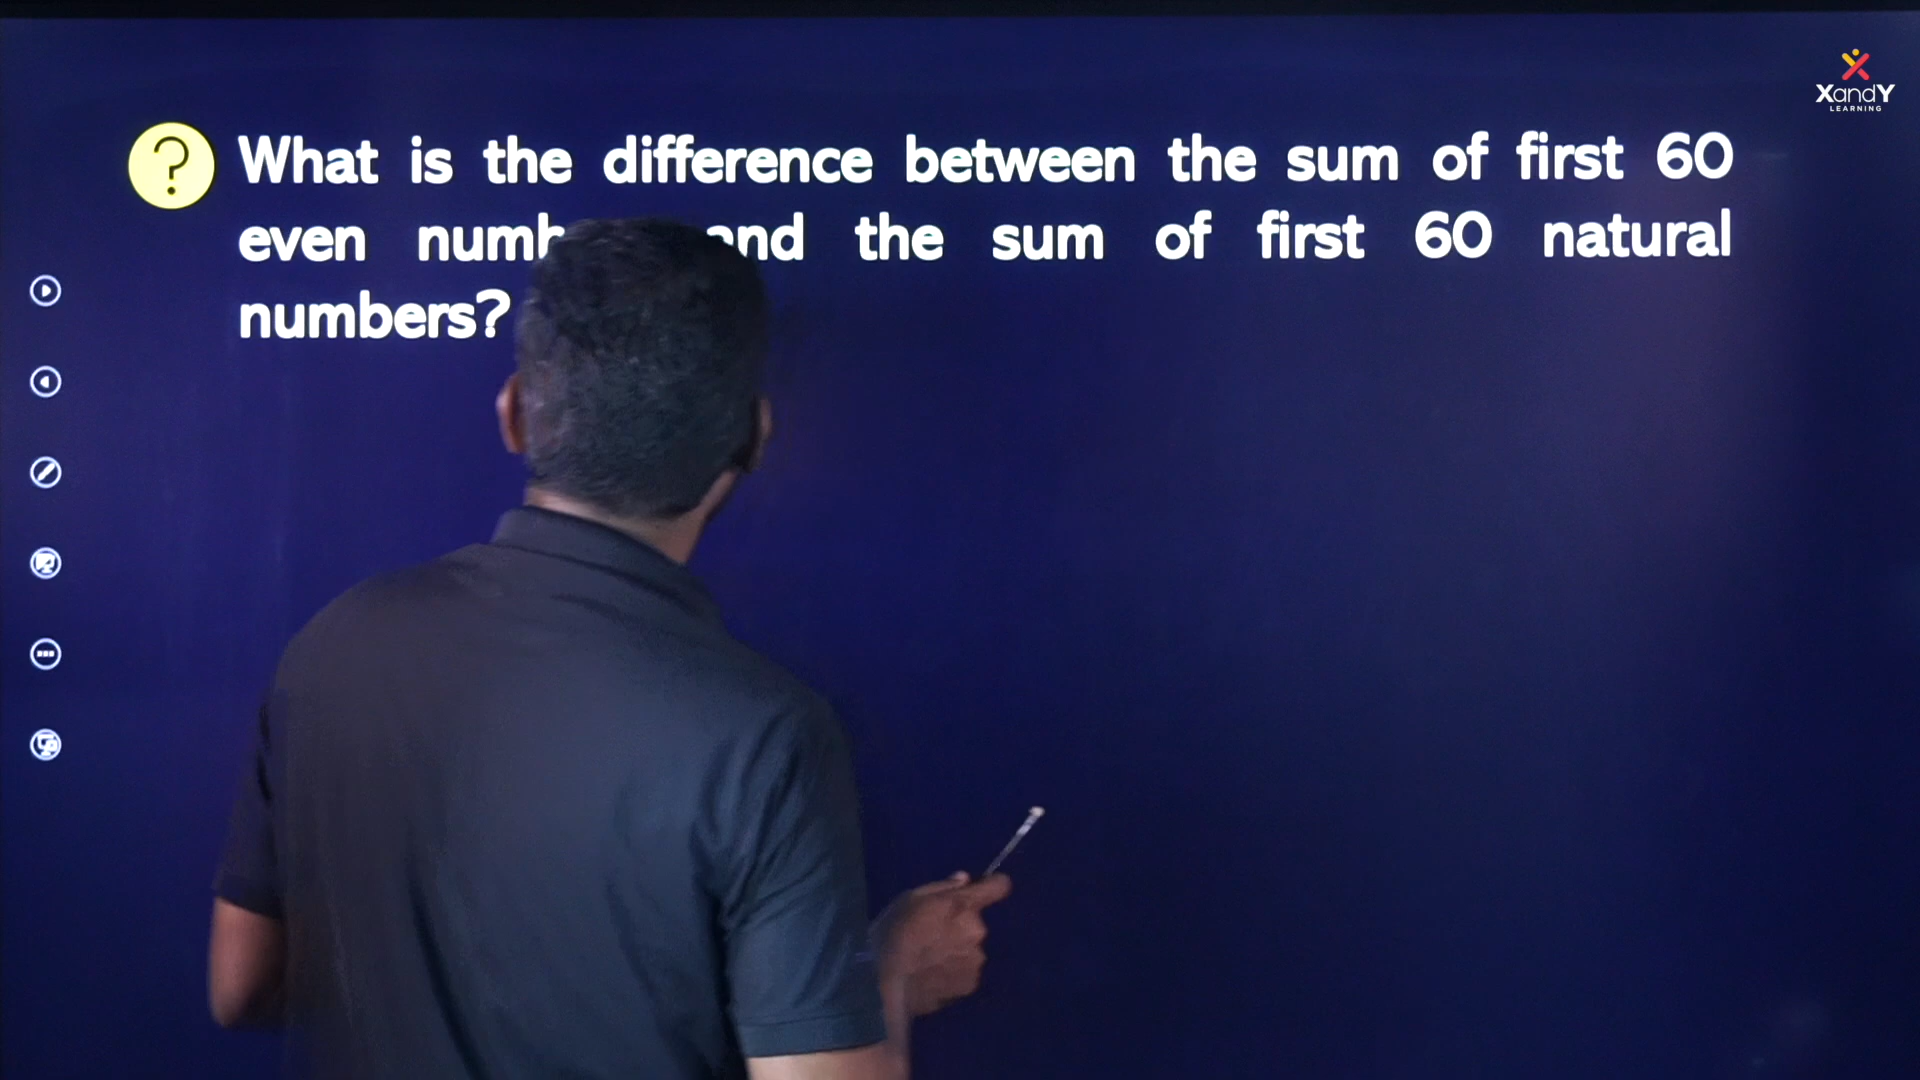 XandY
LEARNING
? What is the difference between the sum of first 60
even and the sum of first 60 natural
numbers?